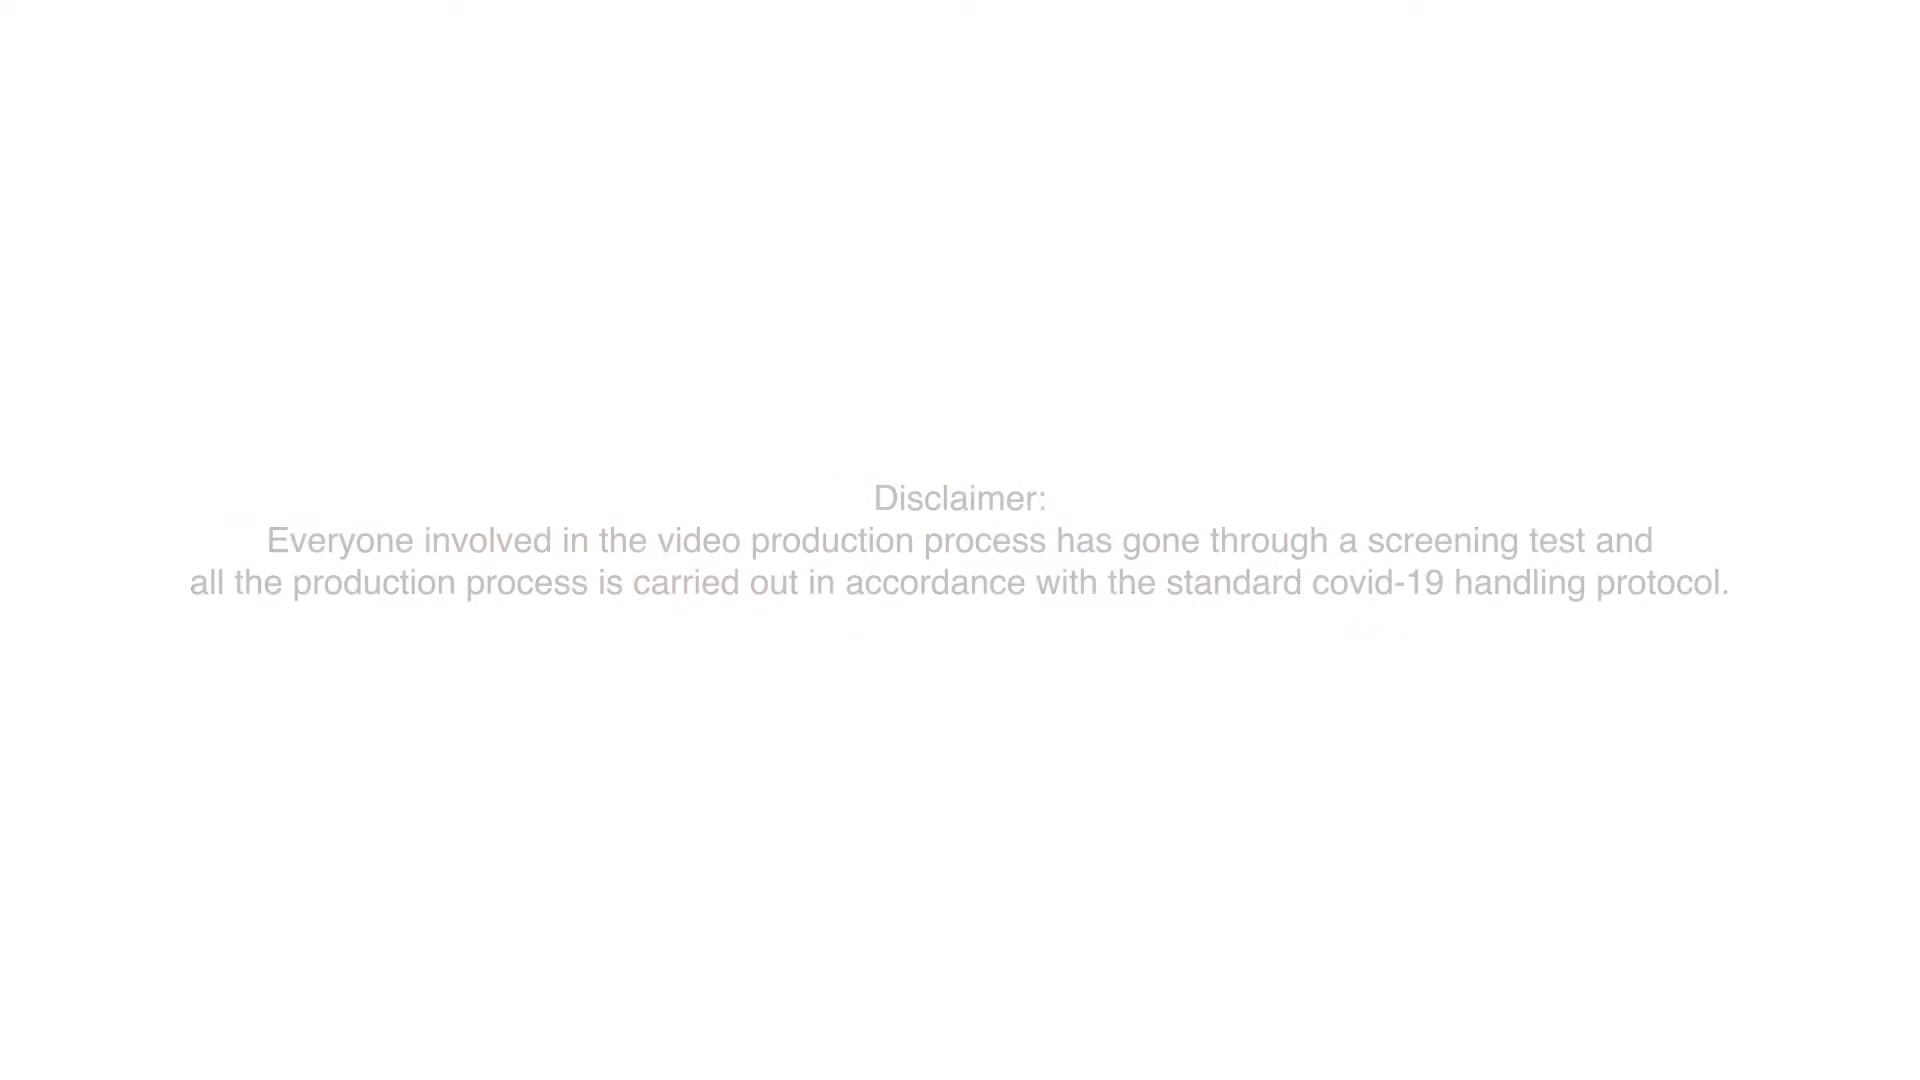 Disclaimer:
Everyone involved in the video production process has gone through a screening test and
all the production process is carried out in accordance with the standard covid-19 handling protocol.